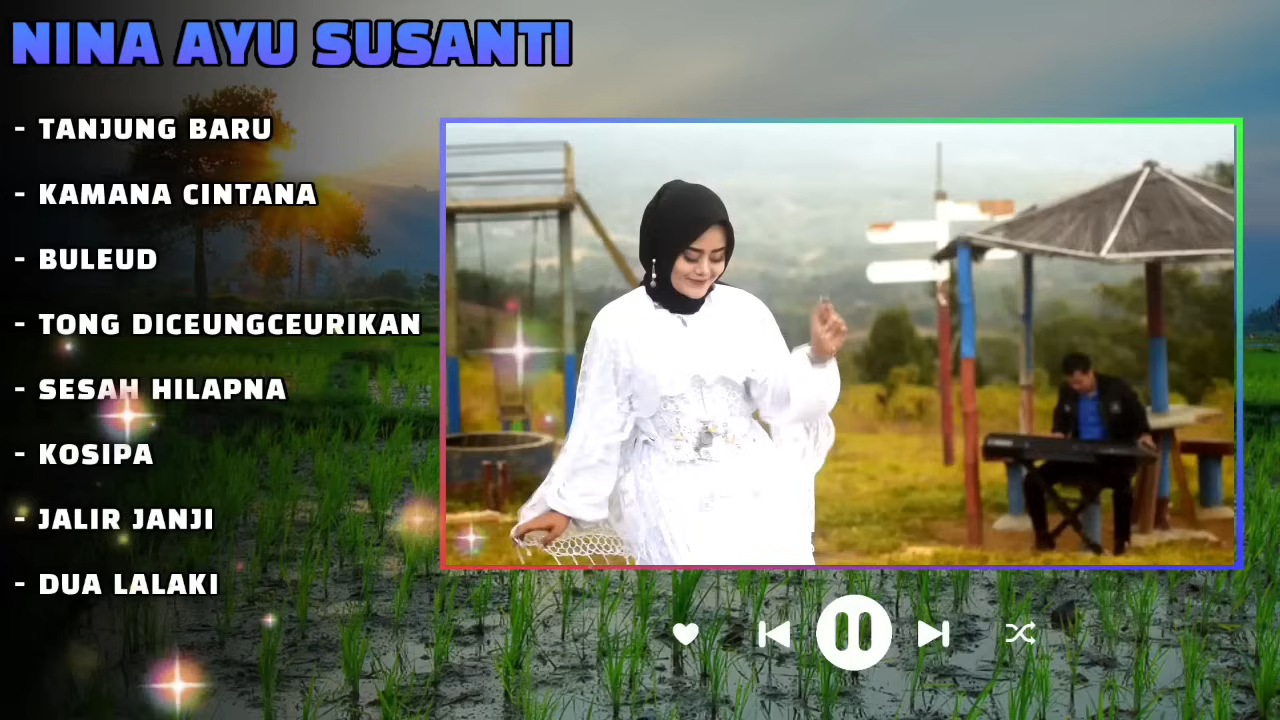 NINA AYU SUSANTI
- TANJUNG BARU
- KAMANA CINTANA
- BULEUD
- TONG DICEUNGCEURIKAN
- SESAH HILAPNA
- KOSIPA
- JALIR JANJI
- DUA LALAKI